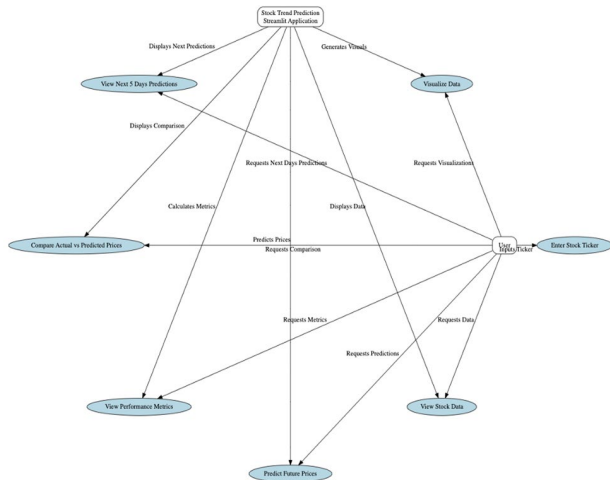 Stock Trend Prediction
Streamlit Application
Displays Next Predictions
Generates Visuals
View Next 5 Days Predictions
Visualize Data
Displays Comparison
Requests Next Days Predictions
Requests Visualizations
Calculates Metrics
Displays Data
Predicts Prices
Compare Actual vs Predicted Prices
User
Enter Stock Ticker
Requests Comparison
Inputs Ticker
Requests Metrics
Requests Data
Requests Predictions
View Performance Metrics
View Stock Data
Predict Future Prices